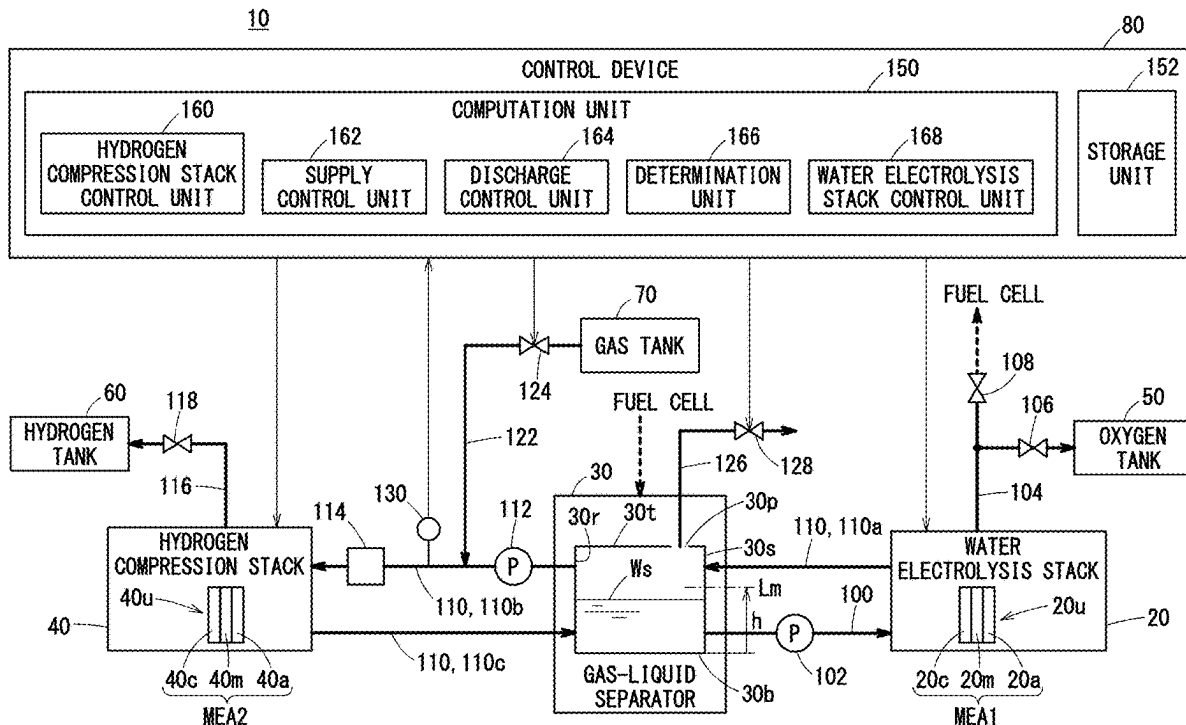 10
80
CONTROL DEVICE
150
152
COMPUTATION UNIT
160
HYDROGEN
COMPRESSION STACK
CONTROL UNIT
162
SUPPLY
CONTROL UNIT
164
DISCHARGE
CONTROL UNIT
166
DETERMINATION
UNIT
168
WATER ELECTROLYSIS
STACK CONTROL UNIT
STORAGE
UNIT
70
GAS TANK
124
FUEL CELL
108
60
HYDROGEN
TANK
118
122
FUEL CELL
126
128
106
50
OXYGEN
TANK
116
130
114
112
30
30r
30t
30p
30s
104
110, 110a
HYDROGEN
COMPRESSION STACK
P
Ws
Lm
WATER
ELECTROLYSIS STACK
40u
110, 110b
h
P
100
20u
40
110, 110c
102
20
40c 40m 40a
MEA2
GAS-LIQUID
SEPARATOR
30b
20c 20m 20a
MEA1